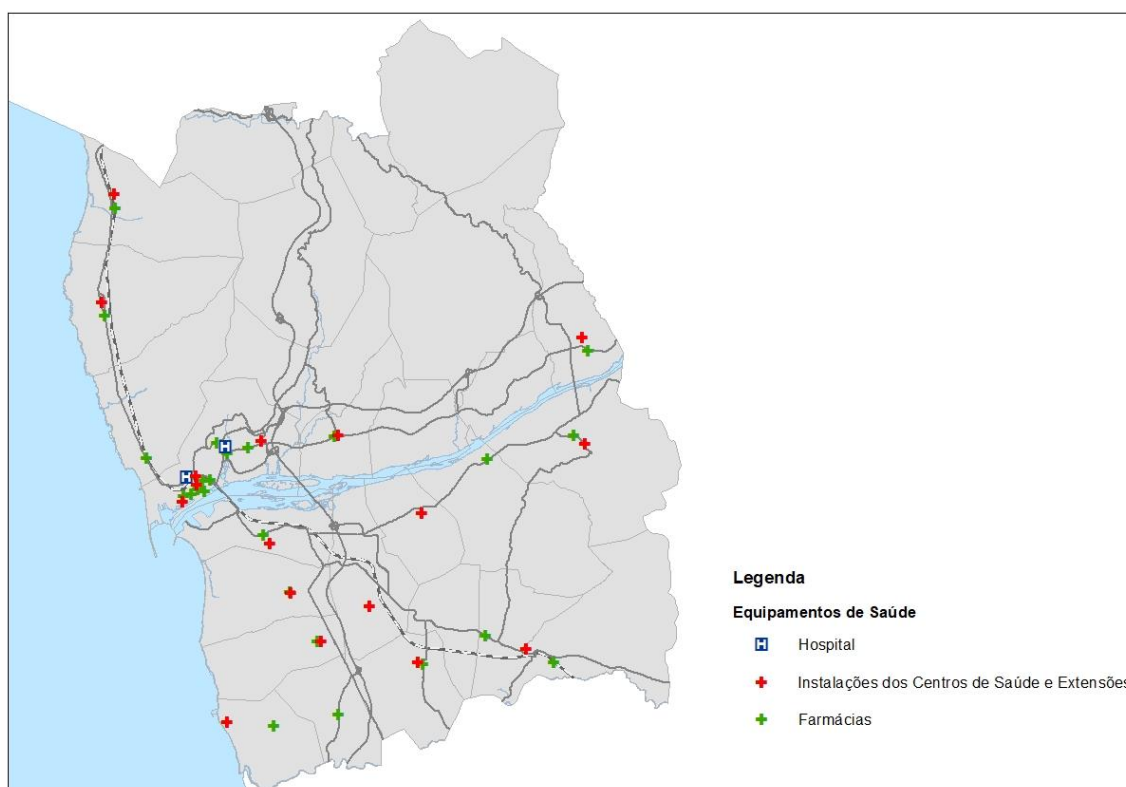 H
H
Legenda
Equipamentos de Saúde
H Hospital
Instalações dos Centros de Saúde e Extensões
Farmácias